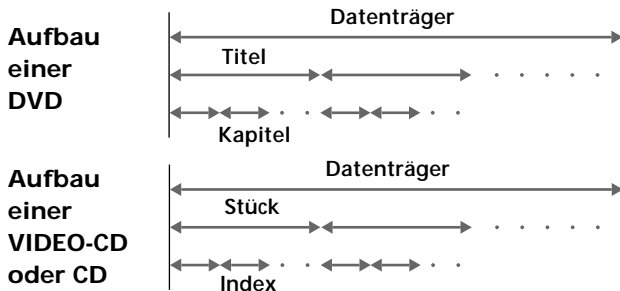 Aufbau
einer
DVD
Datenträger
Titel
Kapitel
Aufbau
einer
VIDEO-CD
oder CD
Datenträger
Stück
Index